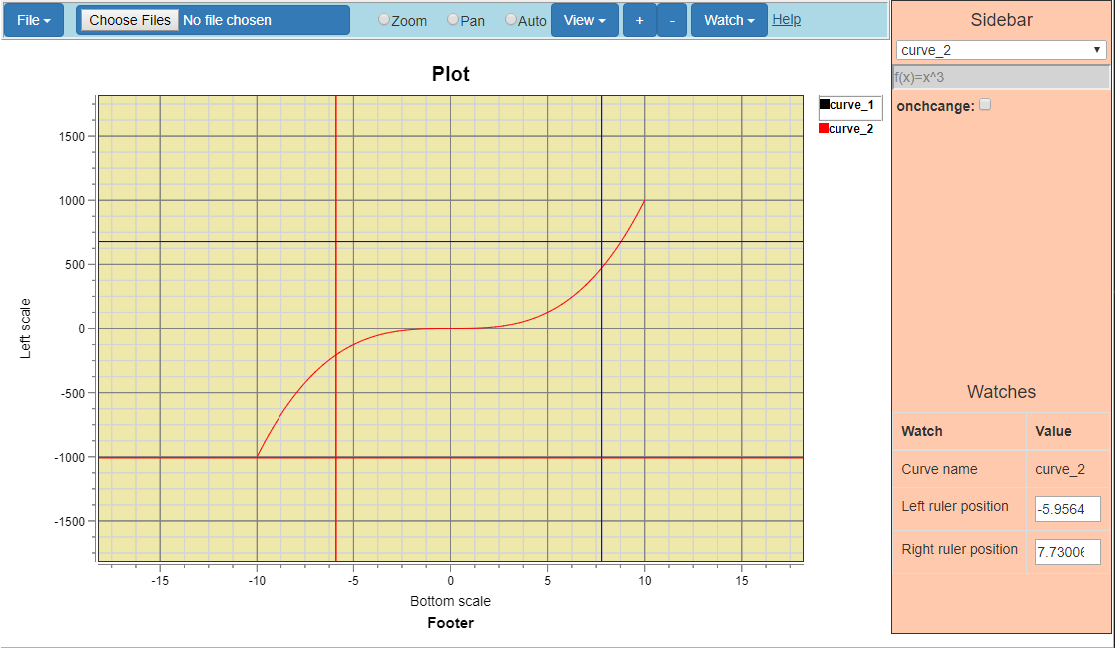 File Choose Files No file chosen Zoom Pan Auto View + - Watch Help
Plot
curve_1
curve_2
1500
1000
500
0
-500
-1000
-1500
Left scale
-15 -10 -5 0 5 10 15
Bottom scale
Footer
Sidebar
curve_2
f(x)=x^3
onchcange:
Watches
Watch Value
Curve name curve_2
Left ruler position -5.9564
Right ruler position 7.73006